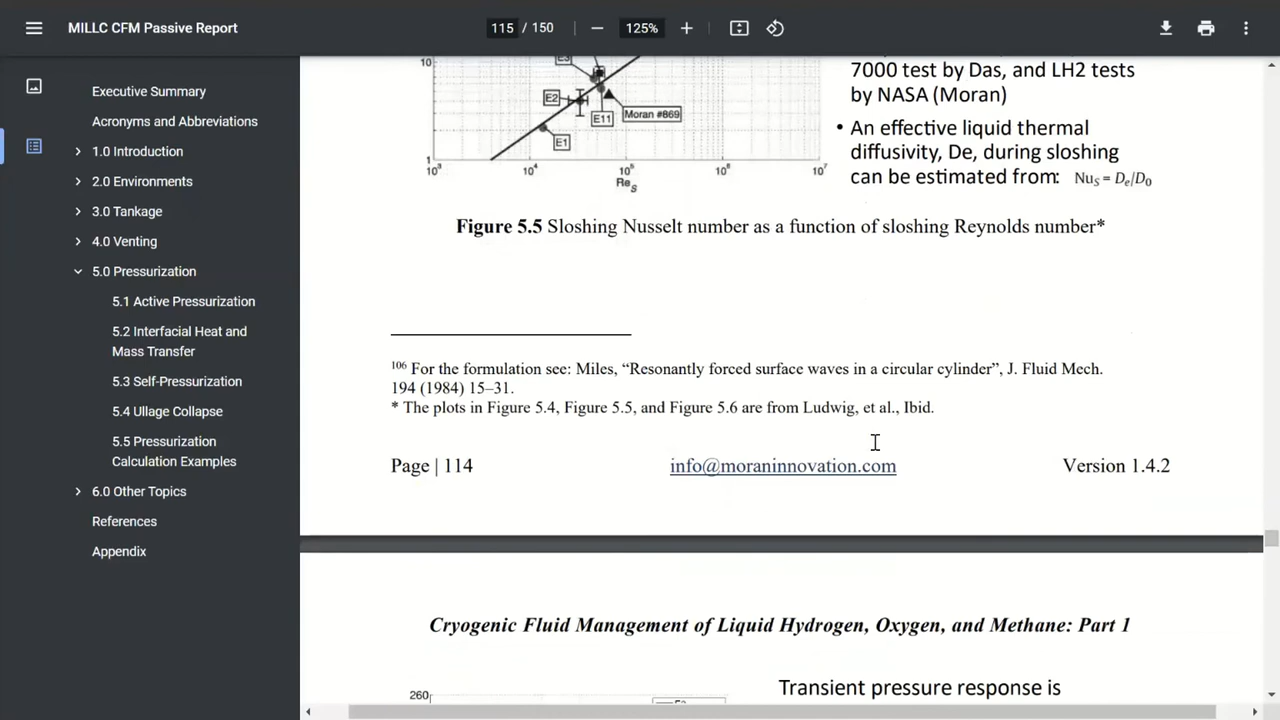 MILLC CFM Passive Report
115 / 150
125%
Executive Summary
Acronyms and Abbreviations
1.0 Introduction
2.0 Environments
3.0 Tankage
4.0 Venting
5.0 Pressurization
5.1 Active Pressurization
5.2 Interfacial Heat and
Mass Transfer
5.3 Self-Pressurization
5.4 Ullage Collapse
5.5 Pressurization
Calculation Examples
6.0 Other Topics
References
Appendix
10
E2
E11
Moran #869
E1
1
10³ 10⁴ 10⁵ 10⁶ 10⁷
Re_S
7000 test by Das, and LH2 tests
by NASA (Moran)
• An effective liquid thermal
diffusivity, De, during sloshing
can be estimated from: Nu_S = D_e/D_0
Figure 5.5 Sloshing Nusselt number as a function of sloshing Reynolds number*
106 For the formulation see: Miles, “Resonantly forced surface waves in a circular cylinder”, J. Fluid Mech.
194 (1984) 15–31.
* The plots in Figure 5.4, Figure 5.5, and Figure 5.6 are from Ludwig, et al., Ibid.
Page | 114
info@moraninnovation.com
Version 1.4.2
Cryogenic Fluid Management of Liquid Hydrogen, Oxygen, and Methane: Part 1
260
Transient pressure response is